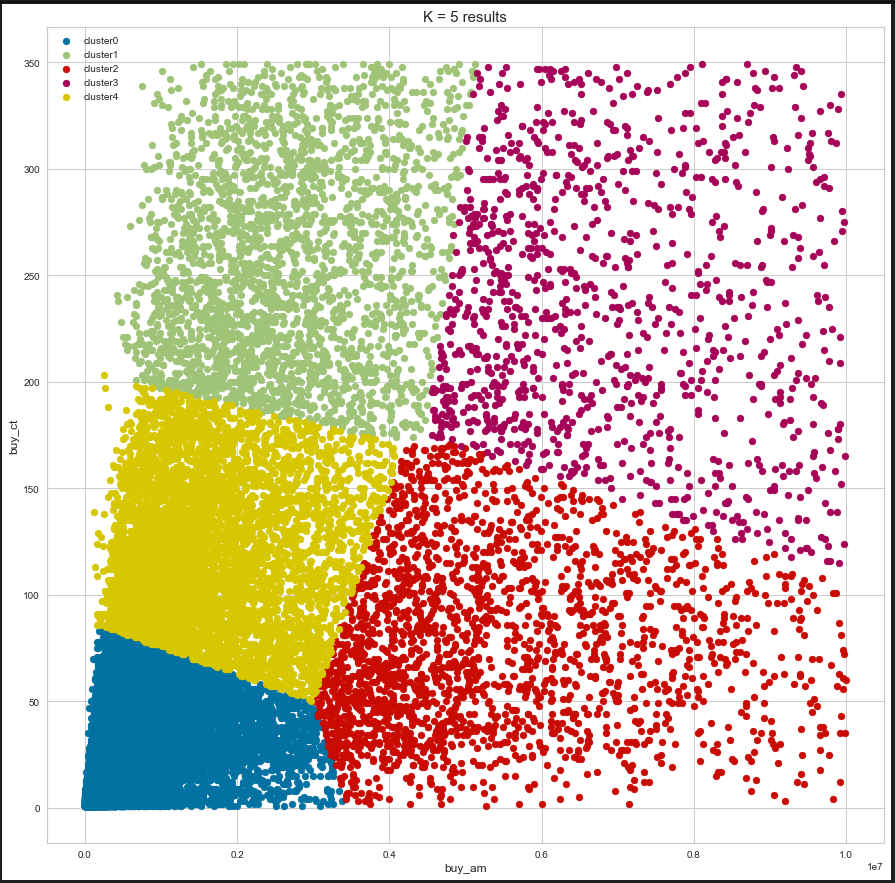 K = 5 results
cluster0
cluster1
cluster2
cluster3
cluster4
350
300
250
200
150
100
50
0
buy_ct
0.0 0.2 0.4 0.6 0.8 1.0
1e7
buy_am